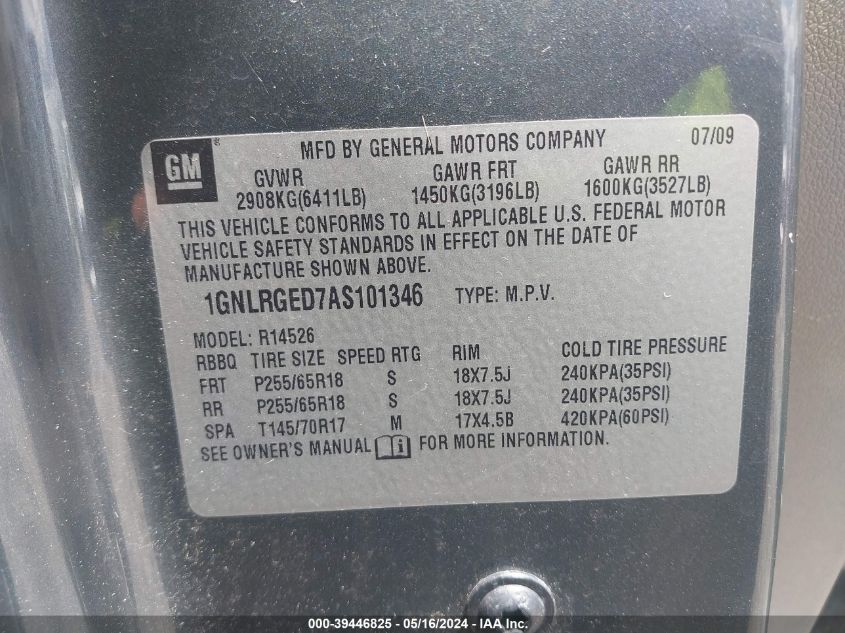 GM ®
MFD BY GENERAL MOTORS COMPANY 07/09
GVWR GAWR FRT GAWR RR
2908KG(6411LB) 1450KG(3196LB) 1600KG(3527LB)
THIS VEHICLE CONFORMS TO ALL APPLICABLE U.S. FEDERAL MOTOR
VEHICLE SAFETY STANDARDS IN EFFECT ON THE DATE OF
MANUFACTURE SHOWN ABOVE.
1GNLRGED7AS101346 TYPE: M.P.V.
MODEL: R14526
RBBQ TIRE SIZE SPEED RTG RIM COLD TIRE PRESSURE
FRT P255/65R18 S 18X7.5J 240KPA(35PSI)
RR P255/65R18 S 18X7.5J 240KPA(35PSI)
SPA T145/70R17 M 17X4.5B 420KPA(60PSI)
SEE OWNER'S MANUAL i FOR MORE INFORMATION.
000-39446825 - 05/16/2024 - IAAI.com